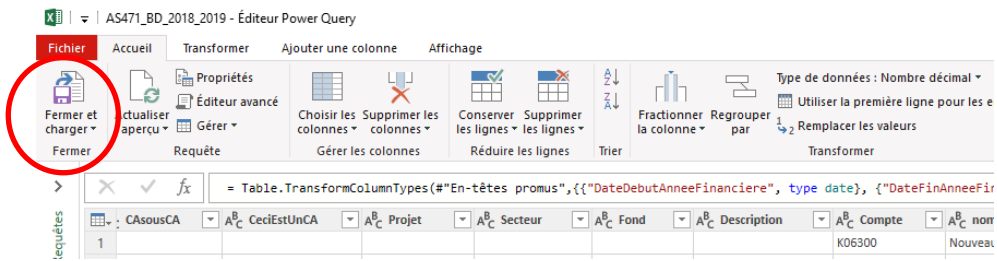 AS471_BD_2018_2019 - Éditeur Power Query
Fichier Accueil Transformer Ajouter une colonne Affichage
Propriétés Type de données : Nombre décimal
Éditeur avancé Utiliser la première ligne pour les e
Fermer et charger Actualiser l'aperçu Gérer Choisir les colonnes Supprimer les colonnes Conserver les lignes Supprimer les lignes Fractionner la colonne Regrouper par Remplacer les valeurs
Fermer Requête Gérer les colonnes Réduire les lignes Trier Transformer
fx = Table.TransformColumnTypes(#"En-têtes promus",{{"DateDebutAnneeFinanciere", type date}, {"DateFinAnneeFin
CAsousCA CeciEstUnCA Projet Secteur Fond Description Compte nom
1 K06300 Nouveau